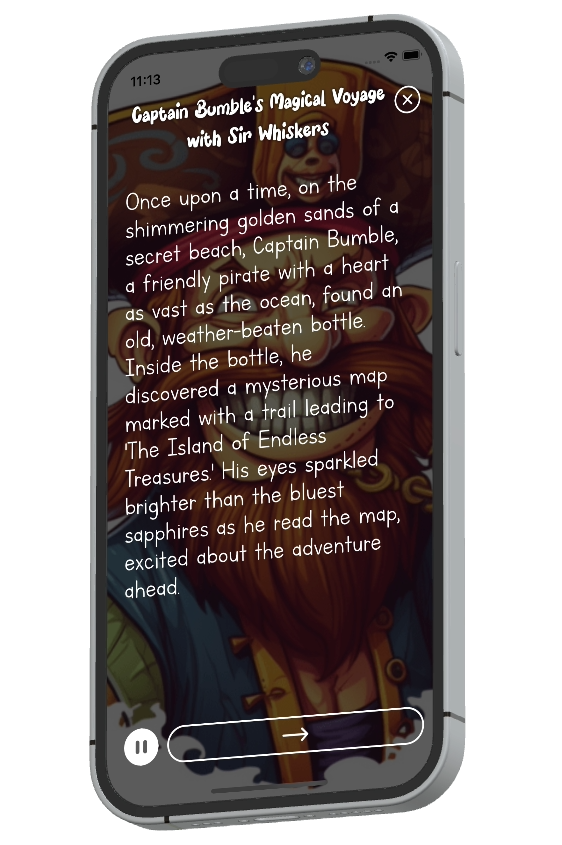 11:13
Captain Bumble's Magical Voyage
with Sir Whiskers
Once upon a time, on the
shimmering golden sands of a
secret beach, Captain Bumble,
a friendly pirate with a heart
as vast as the ocean, found an
old, weather-beaten bottle.
Inside the bottle, he
discovered a mysterious map
marked with a trail leading to
'The Island of Endless
Treasures.' His eyes sparkled
brighter than the bluest
sapphires as he read the map,
excited about the adventure
ahead.